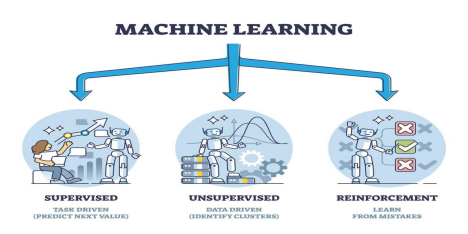 MACHINE LEARNING
SUPERVISED
TASK DRIVEN
(PREDICT NEXT VALUE)
UNSUPERVISED
DATA DRIVEN
(IDENTIFY CLUSTERS)
REINFORCEMENT
LEARN
FROM MISTAKES